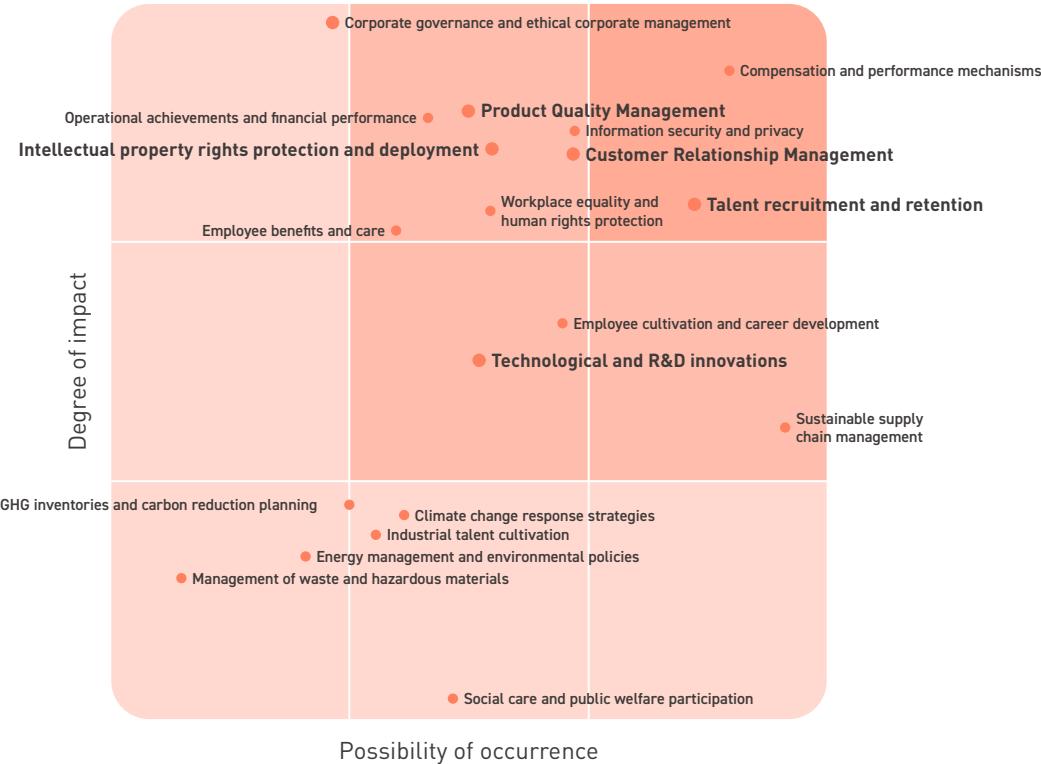 Corporate governance and ethical corporate management
Compensation and performance mechanisms
Product Quality Management
Operational achievements and financial performance
Information security and privacy
Intellectual property rights protection and deployment
Customer Relationship Management
Workplace equality and
human rights protection
Talent recruitment and retention
Employee benefits and care
Degree of impact
Employee cultivation and career development
Technological and R&D innovations
Sustainable supply
chain management
GHG inventories and carbon reduction planning
Climate change response strategies
Industrial talent cultivation
Energy management and environmental policies
Management of waste and hazardous materials
Social care and public welfare participation
Possibility of occurrence